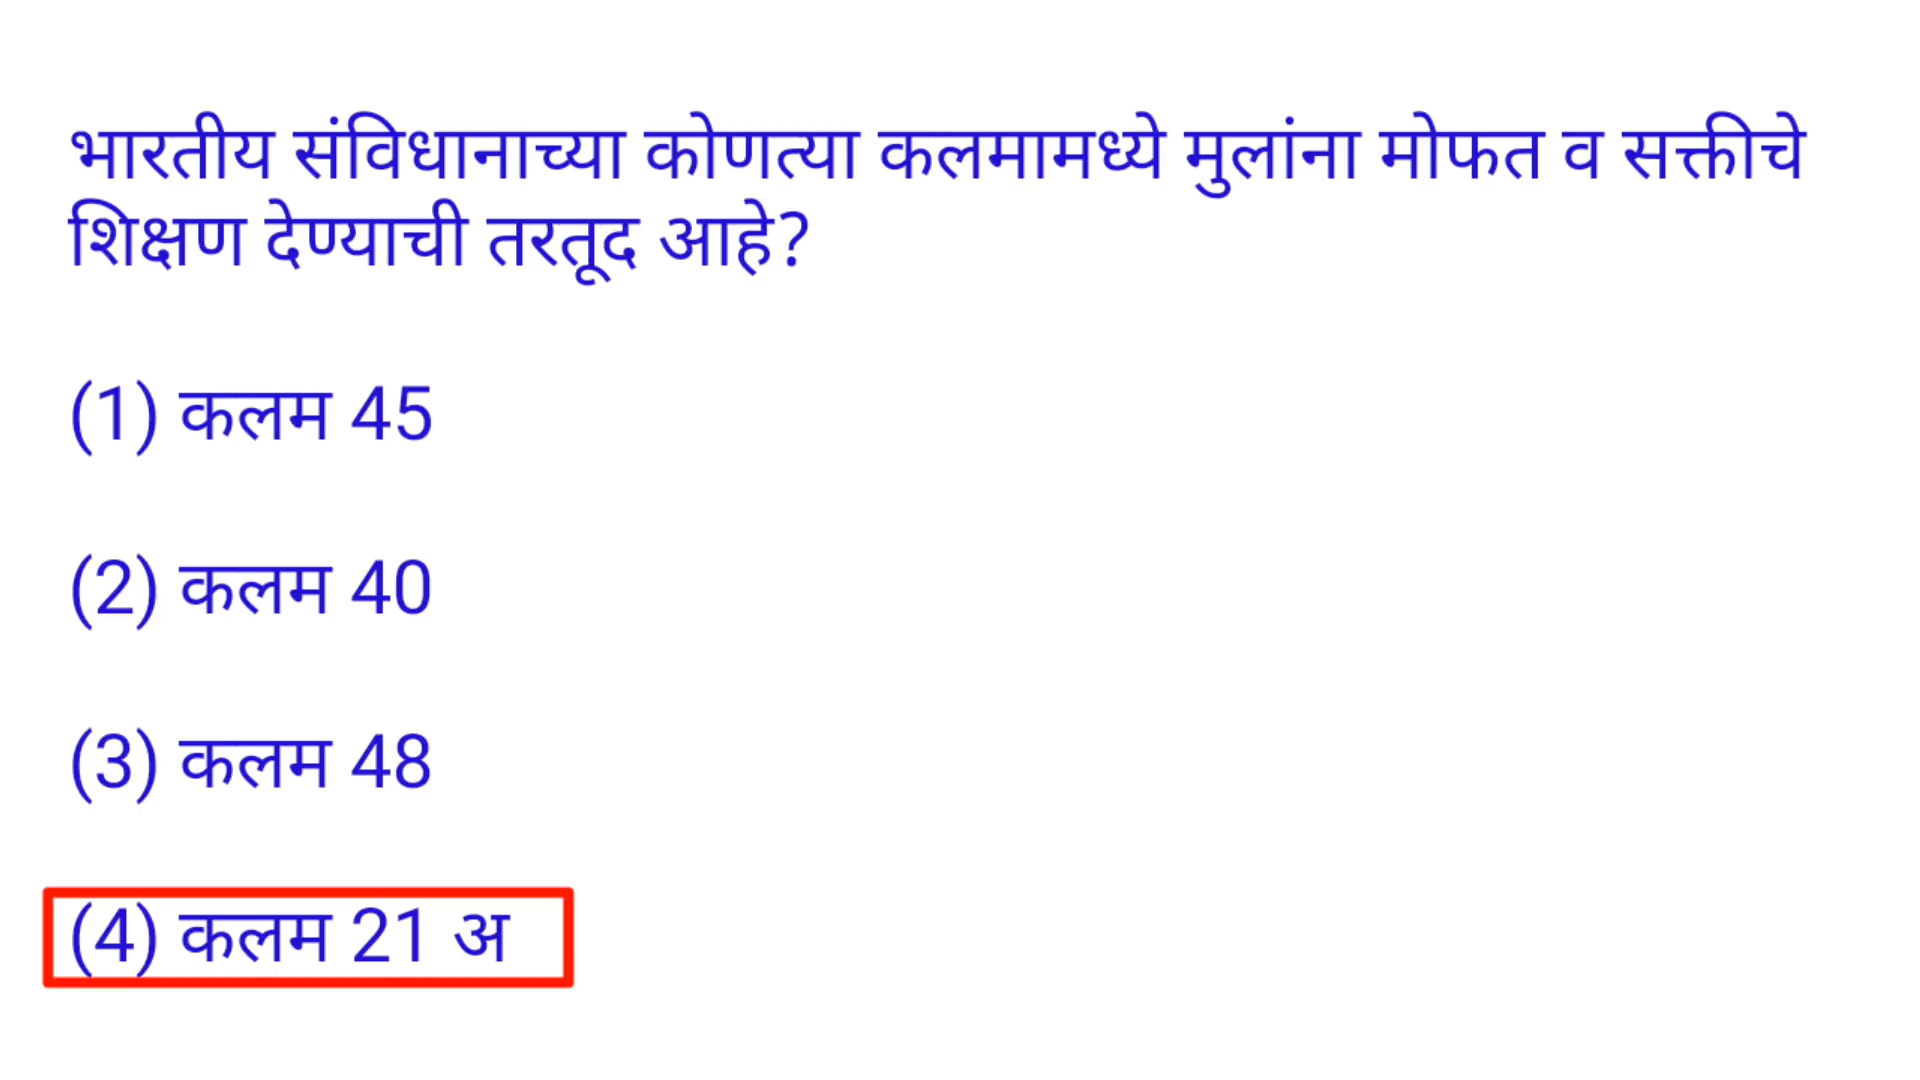 भारतीय संविधानाच्या कोणत्या कलमामध्ये मुलांना मोफत व सक्तीचे
शिक्षण देण्याची तरतूद आहे?
(1) कलम 45
(2) कलम 40
(3) कलम 48
(4) कलम 21 अ